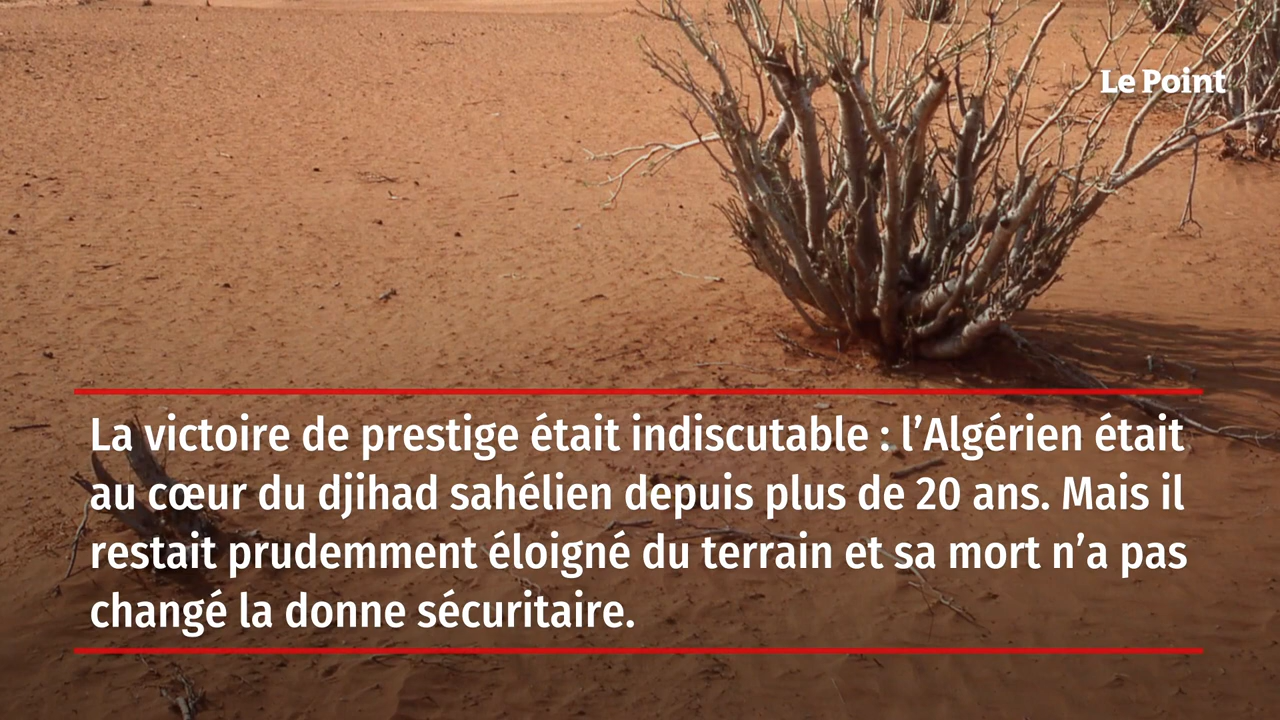 Le Point
La victoire de prestige était indiscutable : l’Algérien était
au cœur du djihad sahélien depuis plus de 20 ans. Mais il
restait prudemment éloigné du terrain et sa mort n’a pas
changé la donne sécuritaire.